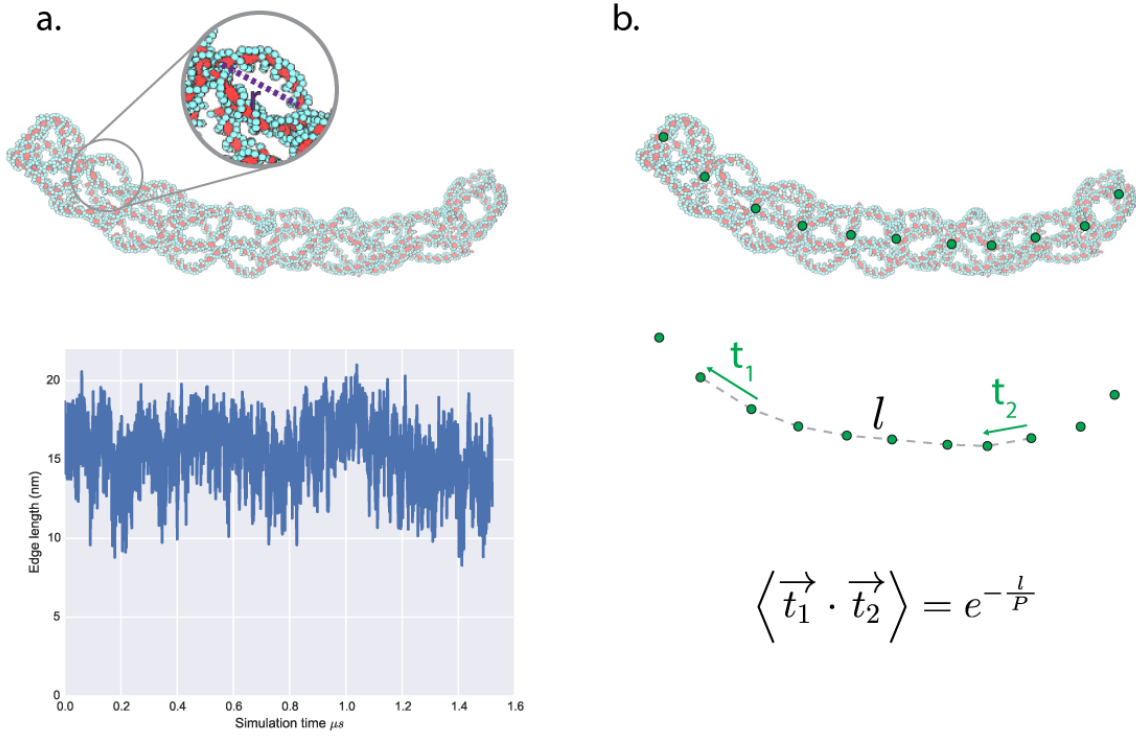 a.
r
20
15
10
5
0
Edge length (nm)
0.0 0.2 0.4 0.6 0.8 1.0 1.2 1.4 1.6
Simulation time μs
b.
t₁
l
t₂
⟨t₁→ · t₂→⟩ = e^{-l/P}